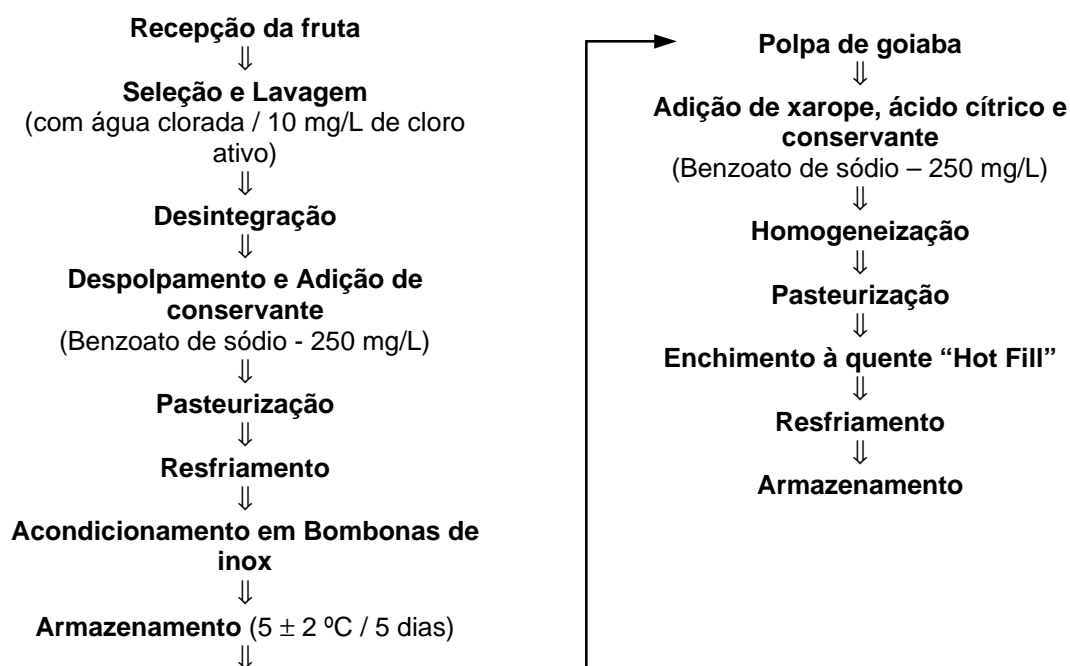 Recepção da fruta
⇓
Seleção e Lavagem
(com água clorada / 10 mg/L de cloro
ativo)
⇓
Desintegração
⇓
Despolpamento e Adição de
conservante
(Benzoato de sódio - 250 mg/L)
⇓
Pasteurização
⇓
Resfriamento
⇓
Acondicionamento em Bombonas de
inox
⇓
Armazenamento (5 ± 2 ºC / 5 dias)
⇓
Polpa de goiaba
⇓
Adição de xarope, ácido cítrico e
conservante
(Benzoato de sódio – 250 mg/L)
⇓
Homogeneização
⇓
Pasteurização
⇓
Enchimento à quente “Hot Fill”
⇓
Resfriamento
⇓
Armazenamento